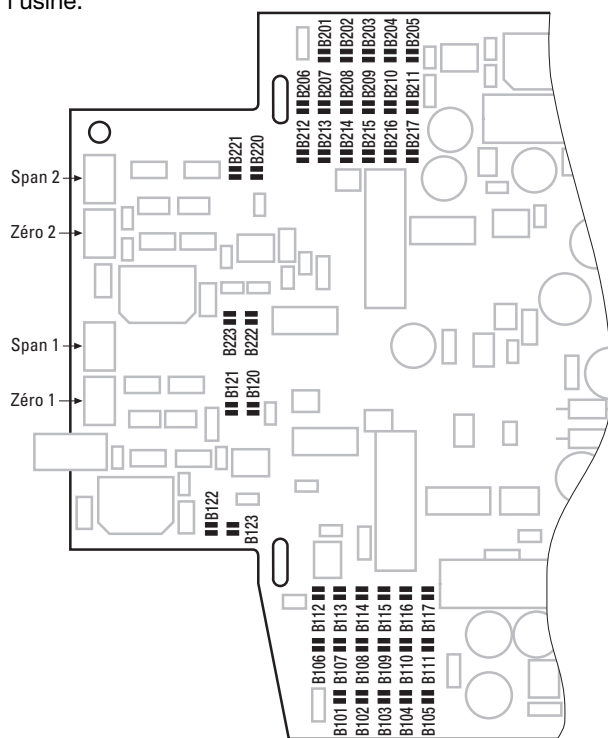 l'usine.
B201 B202 B203 B204 B205
B206 B207 B208 B209 B210 B211
B212 B213 B214 B215 B216 B217
B221 B220
Span 2
Zéro 2
B223 B222
Span 1
B121 B120
Zéro 1
B122 B123
B112 B113 B114 B115 B116 B117
B106 B107 B108 B109 B110 B111
B101 B102 B103 B104 B105